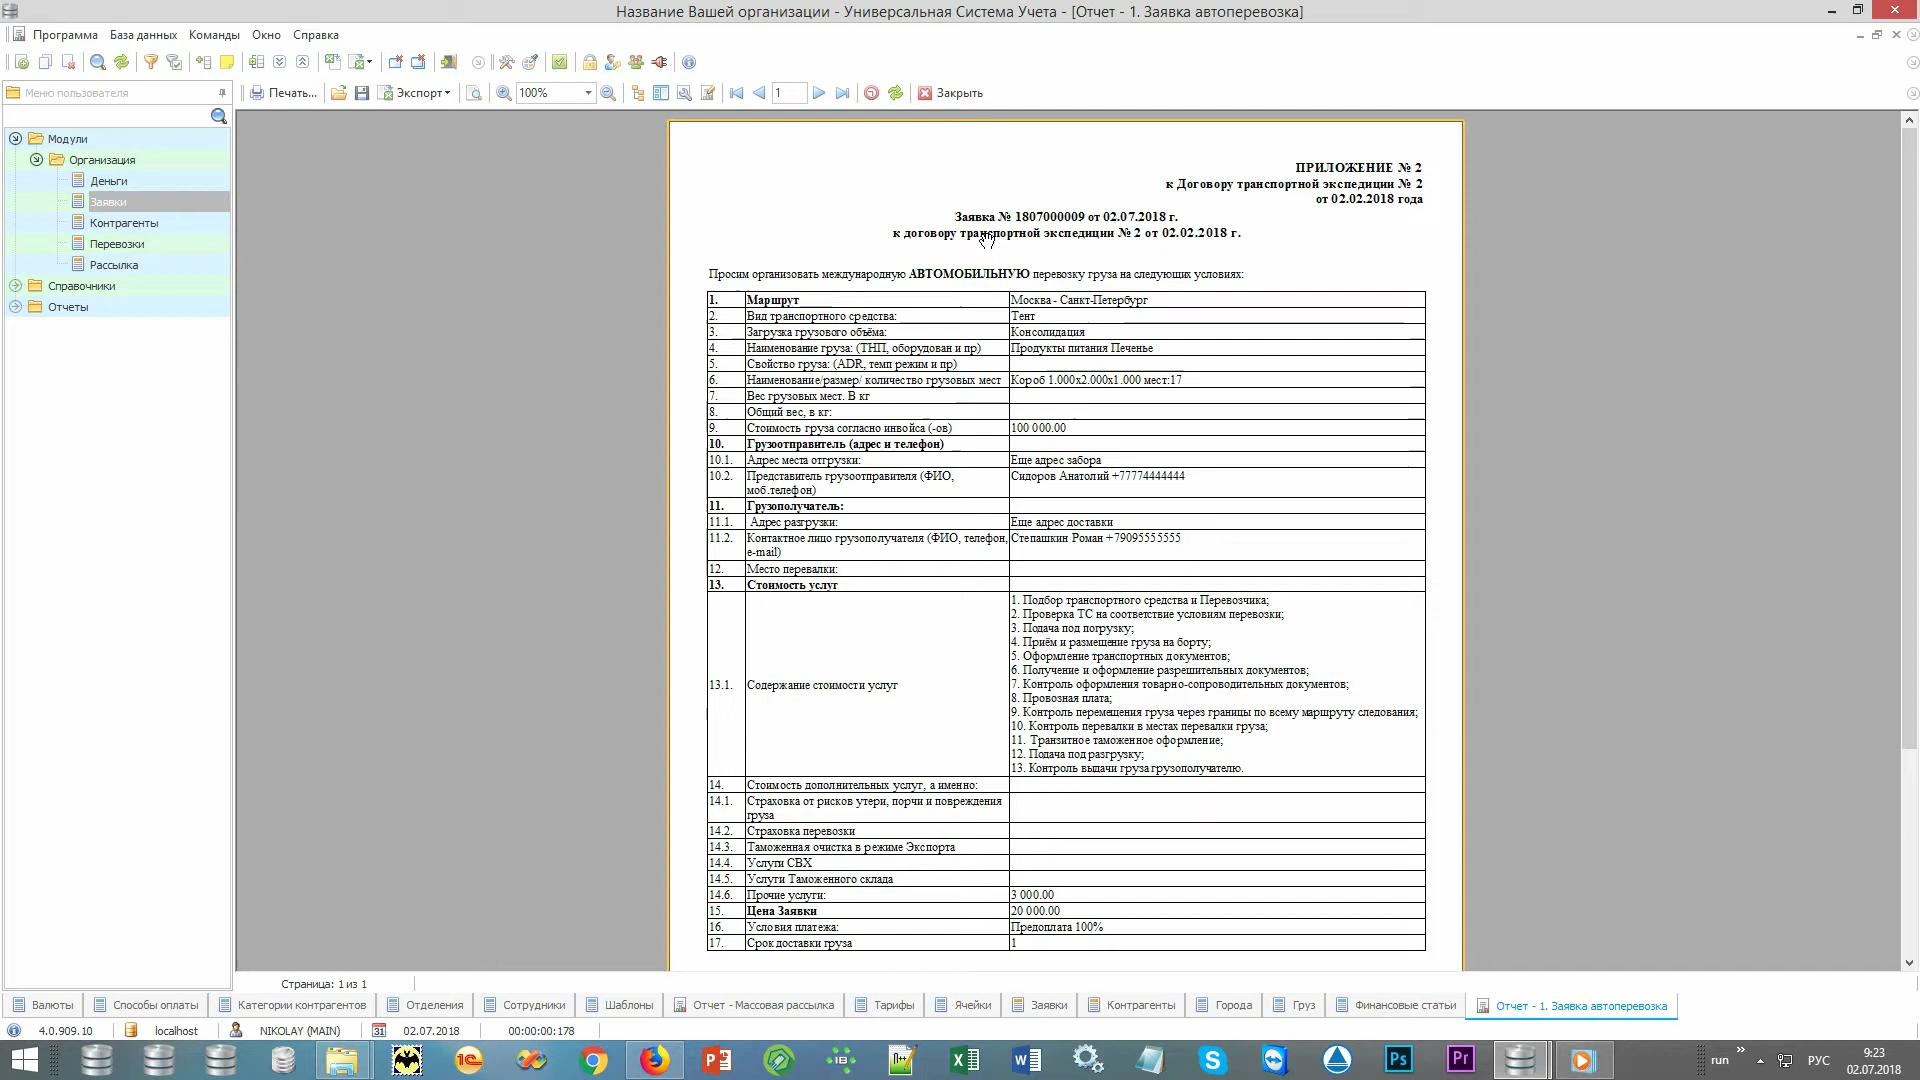 Название Вашей организации - Универсальная Система Учета - [Отчет - 1. Заявка автоперевозка]
Программа База данных Команды Окно Справка
Меню пользователя
Печать... Экспорт 100% 1 Закрыть
Модули
Организация
Деньги
Заявки
Контрагенты
Перевозки
Рассылка
Справочники
Отчеты
ПРИЛОЖЕНИЕ № 2
к Договору транспортной экспедиции № 2
от 02.02.2018 года
Заявка № 1807000009 от 02.07.2018 г.
к договору транспортной экспедиции № 2 от 02.02.2018 г.
Просим организовать международную АВТОМОБИЛЬНУЮ перевозку груза на следующих условиях:
1. Маршрут Москва - Санкт-Петербург
2. Вид транспортного средства: Тент
3. Загрузка грузового объёма: Консолидация
4. Наименование груза: (ТНП, оборудован и пр) Продукты питания Печенье
5. Свойство груза: (ADR, темп режим и пр)
6. Наименование/размер/ количество грузовых мест Короб 1.000x2.000x1.000 мест:17
7. Вес грузовых мест. В кг
8. Общий вес, в кг:
9. Стоимость груза согласно инвойса (-ов) 100 000.00
10. Грузоотправитель (адрес и телефон)
10.1. Адрес места отгрузки: Еще адрес забора
10.2. Представитель грузоотправителя (ФИО, Сидоров Анатолий +77774444444
моб.телефон)
11. Грузополучатель:
11.1. Адрес разгрузки: Еще адрес доставки
11.2. Контактное лицо грузополучателя (ФИО, телефон, Степашкин Роман +79095555555
e-mail)
12. Место перевалки:
13. Стоимость услуг
13.1. Содержание стоимости услуг
1. Подбор транспортного средства и Перевозчика;
2. Проверка ТС на соответствие условиям перевозки;
3. Подача под погрузку;
4. Приём и размещение груза на борту;
5. Оформление транспортных документов;
6. Получение и оформление разрешительных документов;
7. Контроль оформления товарно-сопроводительных документов;
8. Провозная плата;
9. Контроль перемещения груза через границы по всему маршруту следования;
10. Контроль перевалки в местах перевалки груза;
11. Транзитное таможенное оформление;
12. Подача под разгрузку;
13. Контроль выдачи груза грузополучателю.
14. Стоимость дополнительных услуг, а именно:
14.1. Страховка от рисков утери, порчи и повреждения
груза
14.2. Страховка перевозки
14.3. Таможенная очистка в режиме Экспорта
14.4. Услуги СВХ
14.5. Услуги Таможенного склада
14.6. Прочие услуги: 3 000.00
15. Цена Заявки 20 000.00
16. Условия платежа: Предоплата 100%
17. Срок доставки груза 1
Страница: 1 из 1
Валюты Способы оплаты Категории контрагентов Отделения Сотрудники Шаблоны Отчет - Массовая рассылка Тарифы Ячейки Заявки Контрагенты Города Груз Финансовые статьи Отчет - 1. Заявка автоперевозка
4.0.909.10 localhost NIKOLAY (MAIN) 31 02.07.2018 00:00:00:178
run РУС 9:23
02.07.2018